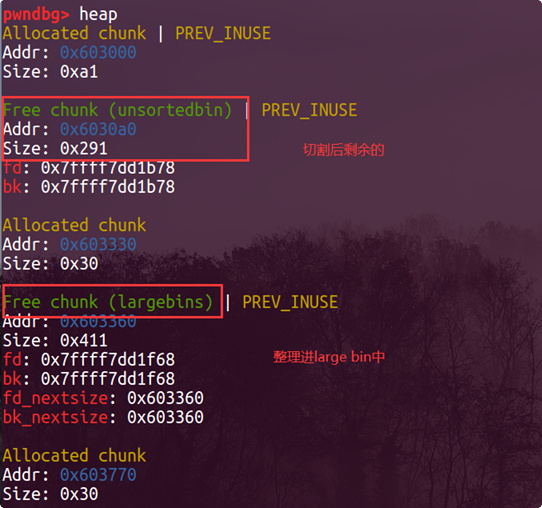 pwndbg> heap
Allocated chunk | PREV_INUSE
Addr: 0x603000
Size: 0xa1
Free chunk (unsortedbin) | PREV_INUSE
Addr: 0x6030a0
Size: 0x291
切割后剩余的
fd: 0x7ffff7dd1b78
bk: 0x7ffff7dd1b78
Allocated chunk
Addr: 0x603330
Size: 0x30
Free chunk (largebins) | PREV_INUSE
Addr: 0x603360
Size: 0x411
fd: 0x7ffff7dd1f68
整理进large bin中
bk: 0x7ffff7dd1f68
fd_nextsize: 0x603360
bk_nextsize: 0x603360
Allocated chunk
Addr: 0x603770
Size: 0x30